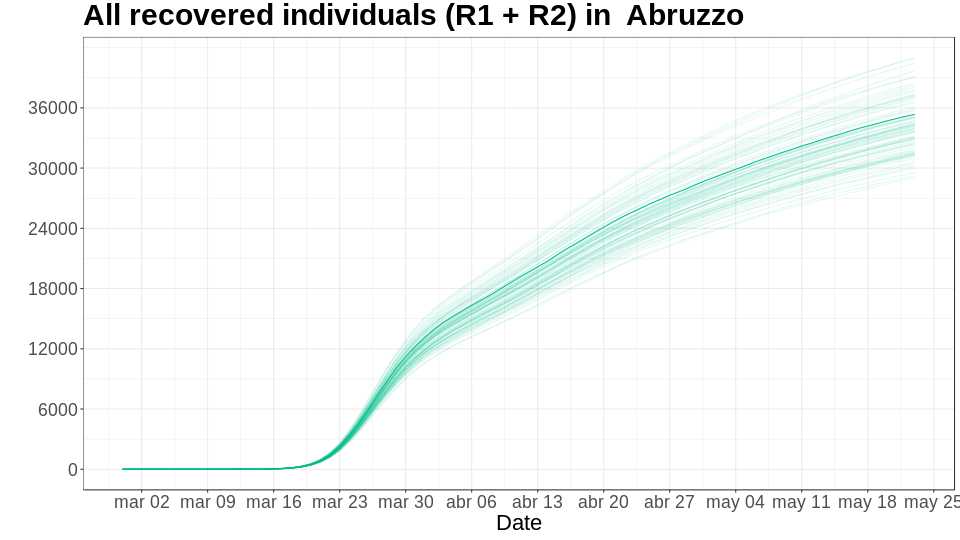 All recovered individuals (R1 + R2) in  Abruzzo
36000
30000
24000
18000
12000
6000
0
mar 02 mar 09 mar 16 mar 23 mar 30 abr 06 abr 13 abr 20 abr 27 may 04 may 11 may 18 may 25
Date